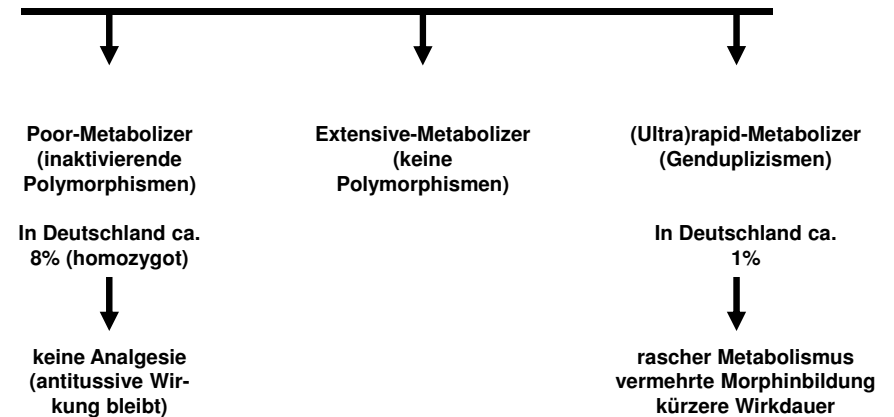 Poor-Metabolizer
(inaktivierende
Polymorphismen)
In Deutschland ca.
8% (homozygot)
keine Analgesie
(antitussive Wir-
kung bleibt)
Extensive-Metabolizer
(keine
Polymorphismen)
(Ultra)rapid-Metabolizer
(Genduplizismen)
In Deutschland ca.
1%
rascher Metabolismus
vermehrte Morphinbildung
kürzere Wirkdauer